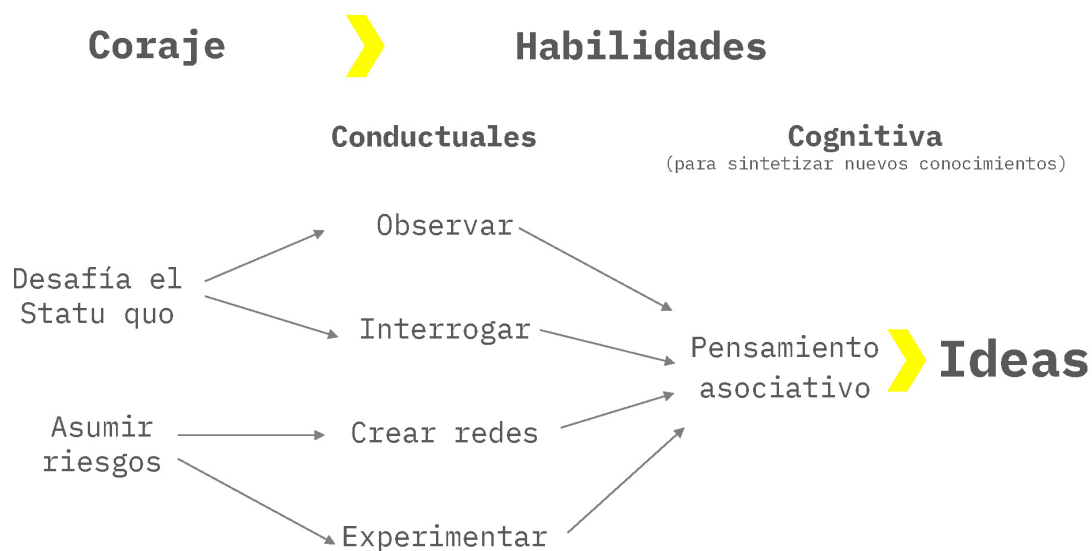 Coraje
Habilidades
Conductuales
Cognitiva
(para sintetizar nuevos conocimientos)
Observar
Desafía el
Statu quo
Interrogar
Pensamiento
asociativo
Ideas
Asumir
riesgos
Crear redes
Experimentar